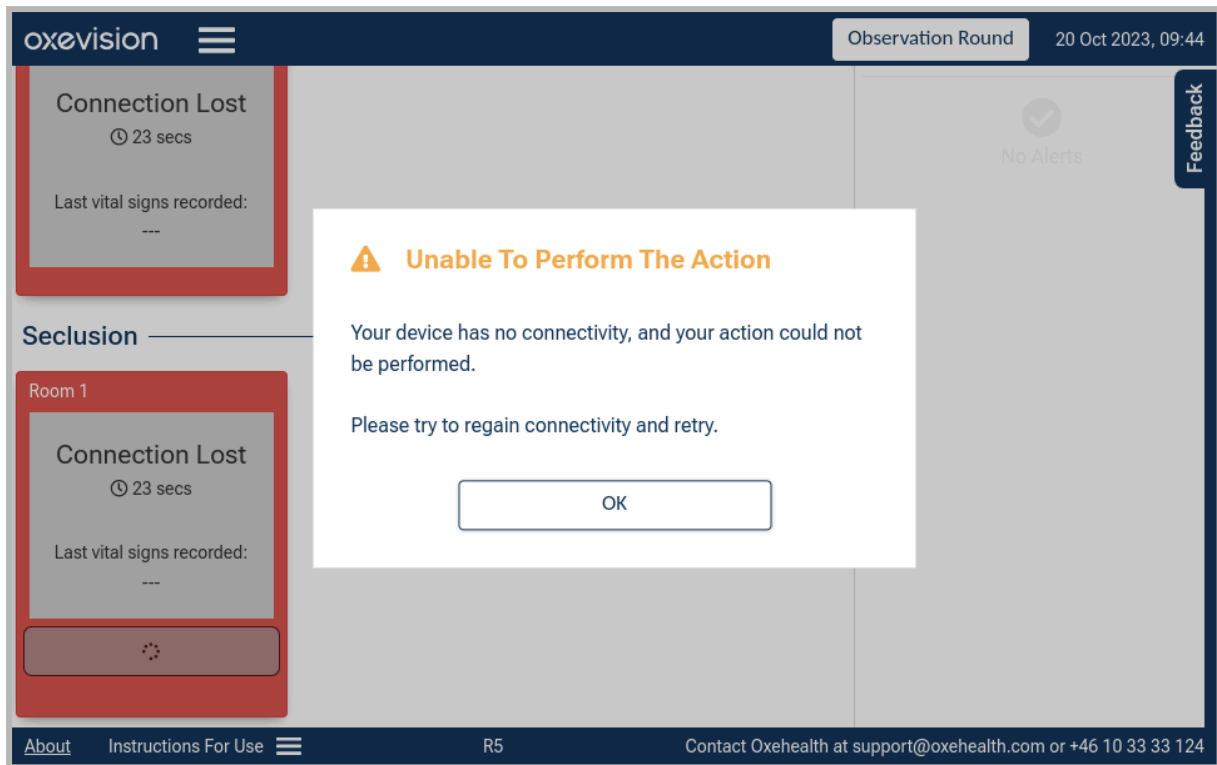 oxevision
Observation Round
20 Oct 2023, 09:44
Connection Lost
23 secs
Last vital signs recorded:
---
No Alerts
Feedback
Unable To Perform The Action
Your device has no connectivity, and your action could not
be performed.
Please try to regain connectivity and retry.
OK
Seclusion
Room 1
Connection Lost
23 secs
Last vital signs recorded:
---
About
Instructions For Use
R5
Contact Oxehealth at support@oxehealth.com or +46 10 33 33 124